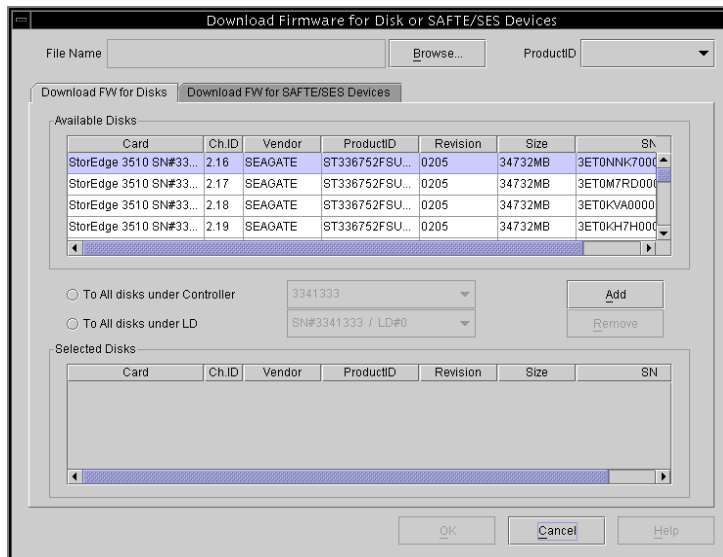 Download Firmware for Disk or SAFTE/SES Devices
File Name Browse... ProductID
Download FW for Disks Download FW for SAFTE/SES Devices
Available Disks
Card Ch.ID Vendor ProductID Revision Size SN
StorEdge 3510 SN#33... 2.16 SEAGATE ST336752FSU... 0205 34732MB 3ET0NNK7000
StorEdge 3510 SN#33... 2.17 SEAGATE ST336752FSU... 0205 34732MB 3ET0M7RD000
StorEdge 3510 SN#33... 2.18 SEAGATE ST336752FSU... 0205 34732MB 3ET0KVA0000
StorEdge 3510 SN#33... 2.19 SEAGATE ST336752FSU... 0205 34732MB 3ET0KH7H000
To All disks under Controller 3341333 Add
To All disks under LD SN#3341333 / LD#0 Remove
Selected Disks
Card Ch.ID Vendor ProductID Revision Size SN
OK Cancel Help